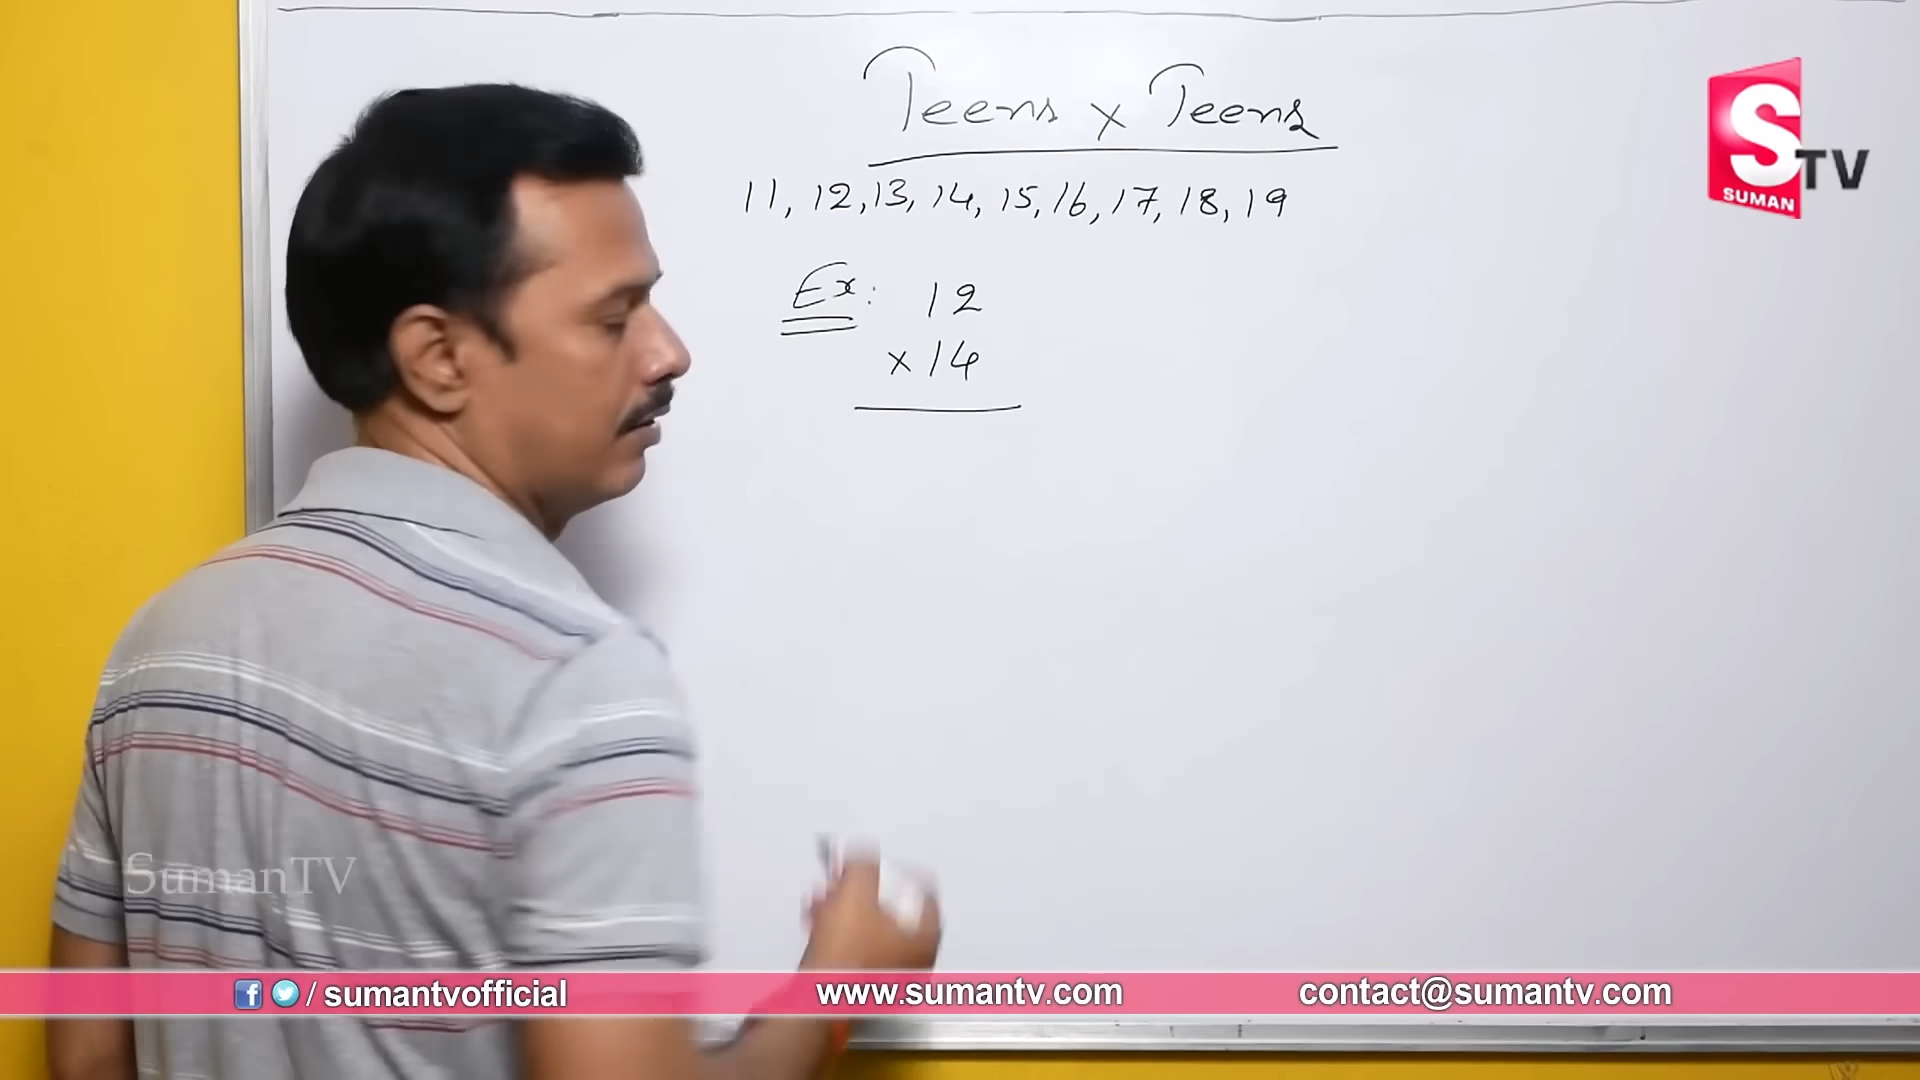 Teens x Teens
11, 12, 13, 14, 15, 16, 17, 18, 19
Ex: 12
x 14
S TV
SUMAN
SumanTV
/ sumantvofficial
www.sumantv.com
contact@sumantv.com